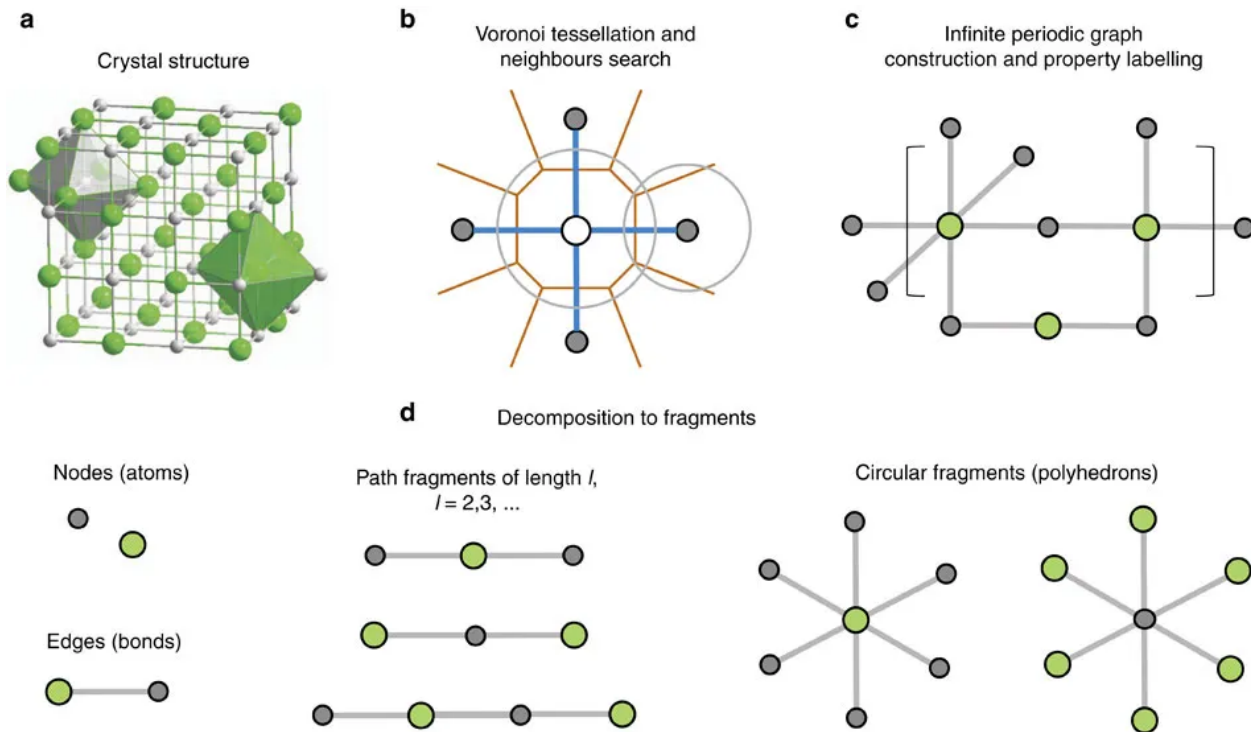 a
Crystal structure
b
Voronoi tessellation and
neighbours search
c
Infinite periodic graph
construction and property labelling
d
Decomposition to fragments
Nodes (atoms)
Edges (bonds)
Path fragments of length l,
l = 2,3, ...
Circular fragments (polyhedrons)